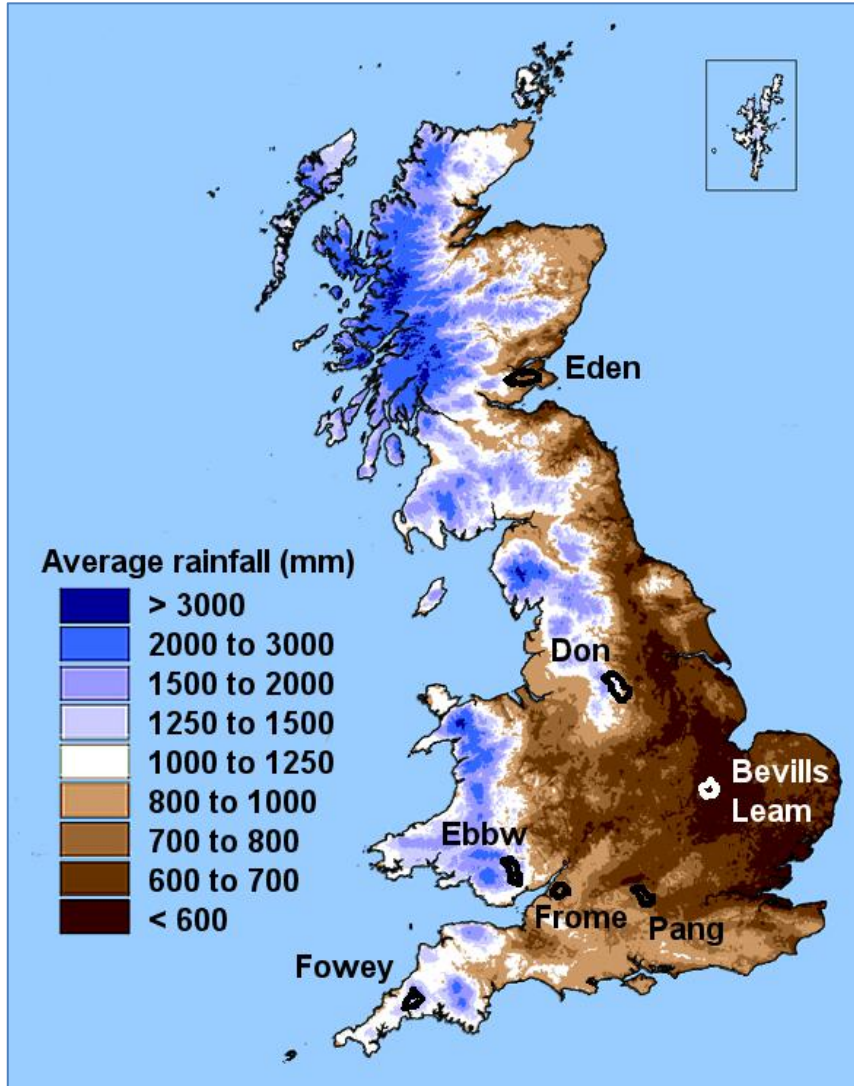 Eden
Average rainfall (mm)
> 3000
2000 to 3000
1500 to 2000
1250 to 1500
1000 to 1250
800 to 1000
700 to 800
600 to 700
< 600
Don
Bevills
Leam
Ebbw
Frome
Pang
Fowey